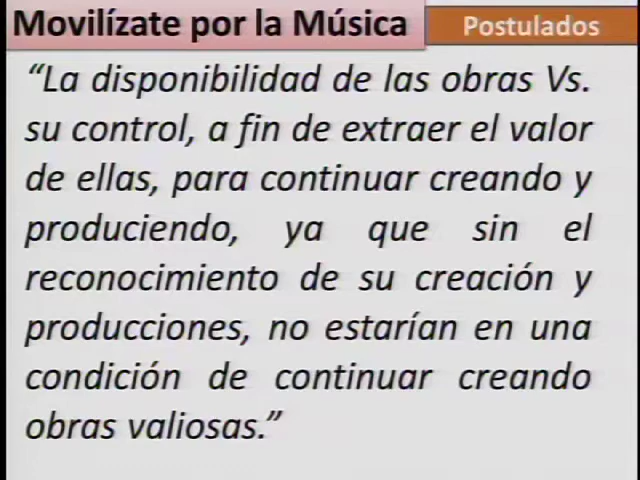 Movilízate por la Música
Postulados
“La disponibilidad de las obras Vs.
su control, a fin de extraer el valor
de ellas, para continuar creando y
produciendo, ya que sin el
reconocimiento de su creación y
producciones, no estarían en una
condición de continuar creando
obras valiosas.”